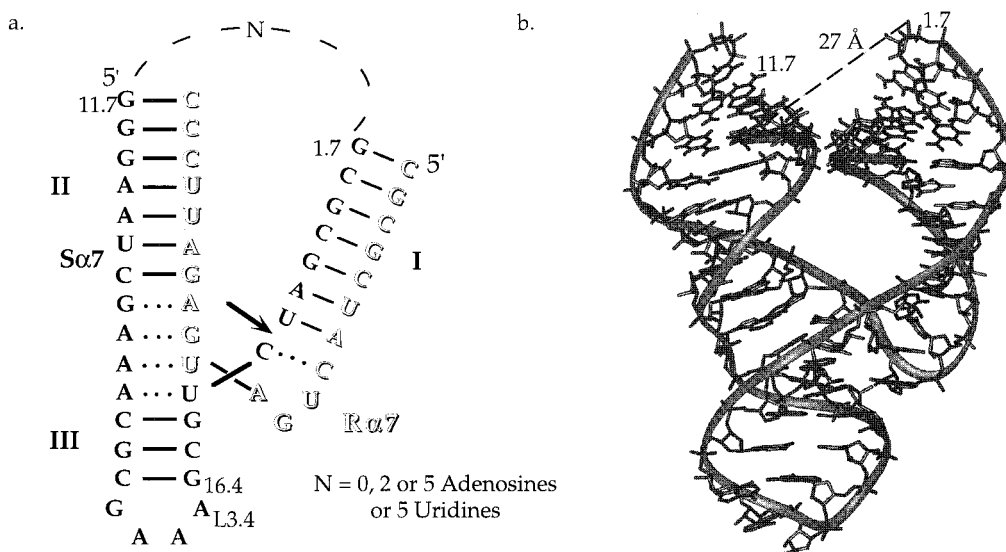 a.
N
5'
11.7 G C
G C
G C
II A U
A U
Sα7 U A
C G
G A
A G
A U
A U
III C G
G C
C G 16.4
G A L3.4
A A
1.7 G C 5'
C G
G C
C G I
G C
A U
U A
C C
A G U
Rα7
N = 0, 2 or 5 Adenosines
or 5 Uridines
b.
1.7
27 Å
11.7